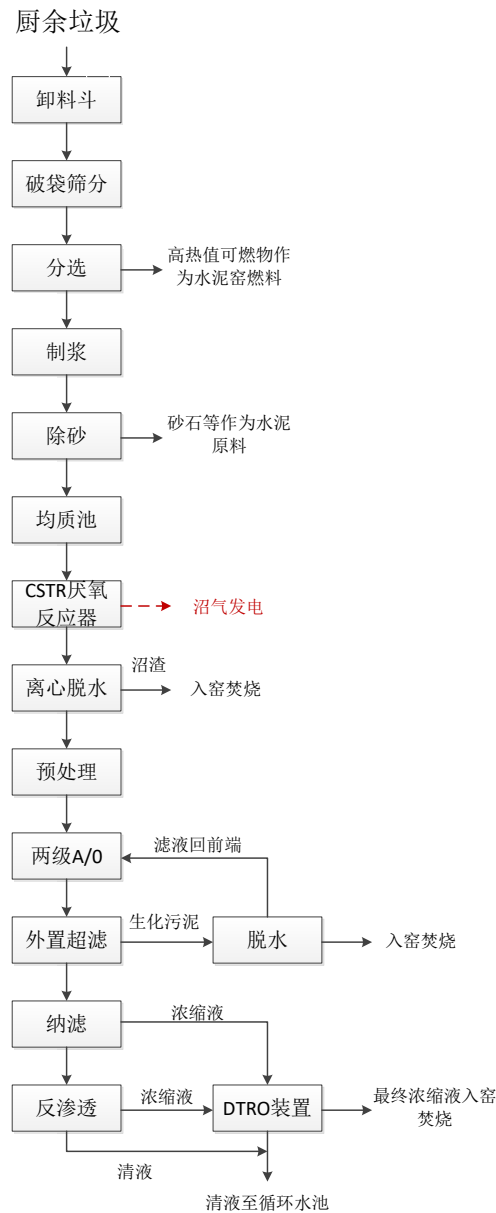 厨余垃圾
卸料斗
破袋筛分
分选
高热值可燃物作
为水泥窑燃料
制浆
除砂
砂石等作为水泥
原料
均质池
CSTR厌氧
反应器
沼气发电
沼渣
离心脱水
入窑焚烧
预处理
滤液回前端
两级A/0
生化污泥
外置超滤
脱水
入窑焚烧
浓缩液
纳滤
浓缩液
反渗透
DTRO装置
最终浓缩液入窑
焚烧
清液
清液至循环水池